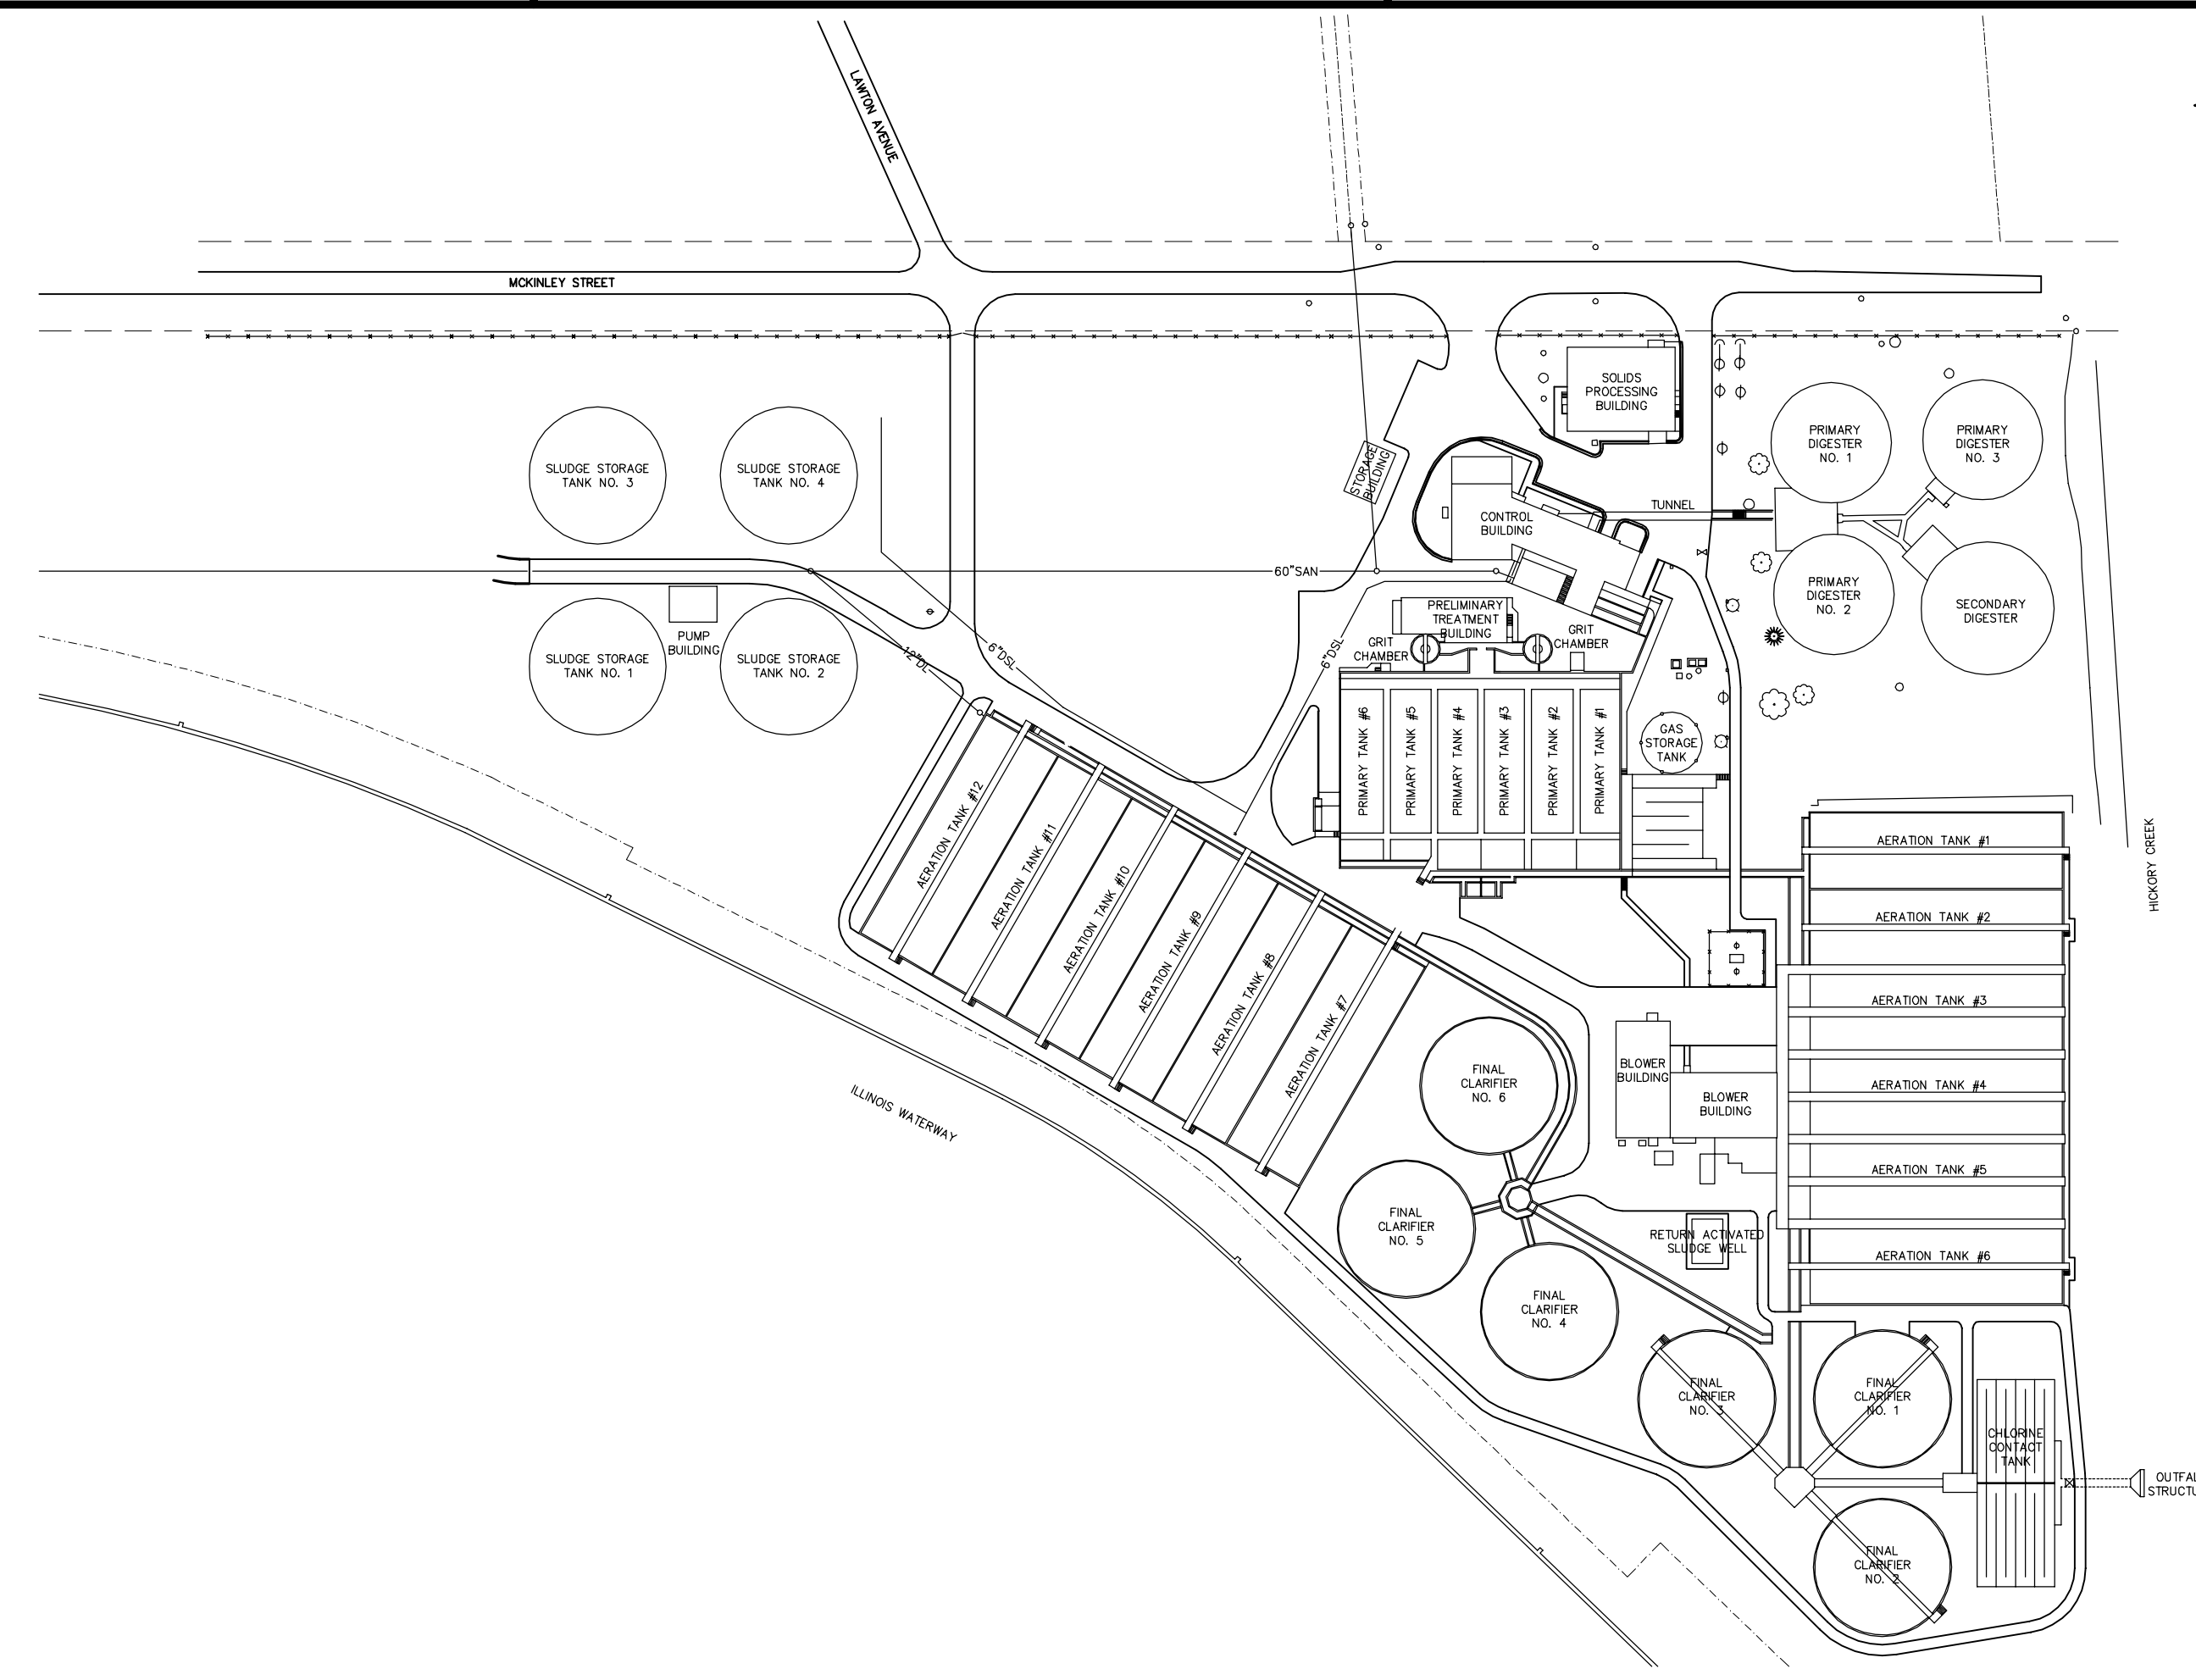 LAWTON AVENUE
MCKINLEY STREET
SOLIDS
PROCESSING
BUILDING
PRIMARY
DIGESTER
NO. 1
PRIMARY
DIGESTER
NO. 3
SLUDGE STORAGE
TANK NO. 3
SLUDGE STORAGE
TANK NO. 4
STORAGE
BUILDING
CONTROL
BUILDING
TUNNEL
60"SAN
PRIMARY
DIGESTER
NO. 2
SECONDARY
DIGESTER
PRELIMINARY
TREATMENT
BUILDING
GRIT
CHAMBER
GRIT
CHAMBER
PUMP
BUILDING
SLUDGE STORAGE
TANK NO. 1
SLUDGE STORAGE
TANK NO. 2
12"DL
6"DSL
6"DSL
PRIMARY TANK #6
PRIMARY TANK #5
PRIMARY TANK #4
PRIMARY TANK #3
PRIMARY TANK #2
PRIMARY TANK #1
GAS
STORAGE
TANK
AERATION TANK #12
AERATION TANK #11
AERATION TANK #10
AERATION TANK #9
AERATION TANK #8
AERATION TANK #7
AERATION TANK #1
AERATION TANK #2
AERATION TANK #3
AERATION TANK #4
AERATION TANK #5
AERATION TANK #6
HICKORY CREEK
ILLINOIS WATERWAY
BLOWER
BUILDING
BLOWER
BUILDING
FINAL
CLARIFIER
NO. 6
FINAL
CLARIFIER
NO. 5
FINAL
CLARIFIER
NO. 4
RETURN ACTIVATED
SLUDGE WELL
FINAL
CLARIFIER
NO. 3
FINAL
CLARIFIER
NO. 1
CHLORINE
CONTACT
TANK
OUTFAL
STRUCTU
FINAL
CLARIFIER
NO. 2